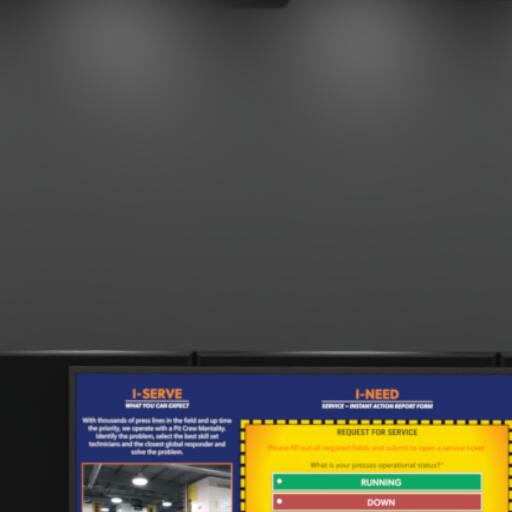 I-SERVE
WHAT YOU CAN EXPECT
With thousands of press lines in the field and up time
the priority, we operate with a Pit Crew Mentality.
Identify the problem, select the best skill set
technicians and the closest global responder and
solve the problem.
I-NEED
SERVICE – INSTANT ACTION REPORT FORM
REQUEST FOR SERVICE
Please fill out all required fields and submit to open a service ticket
What is your presses operational status?*
RUNNING
DOWN